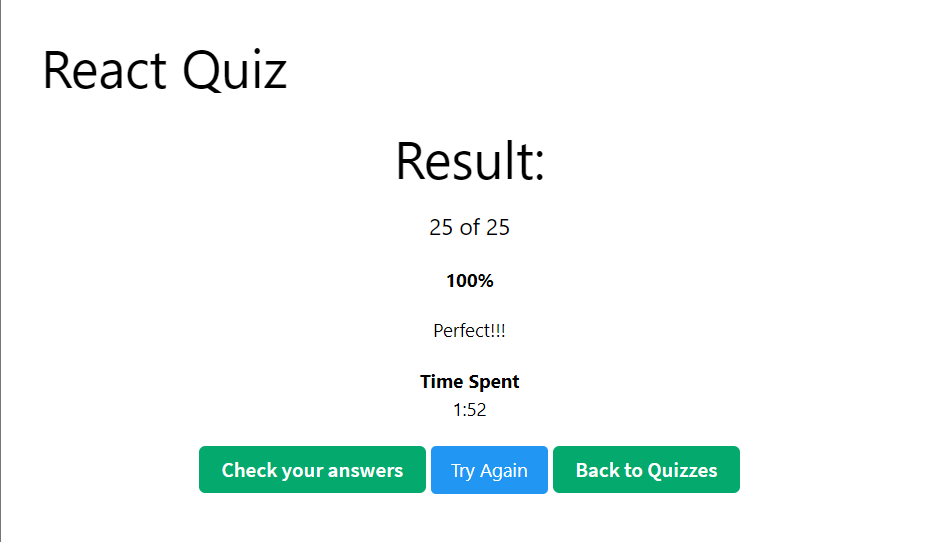 React Quiz
Result:
25 of 25
100%
Perfect!!!
Time Spent
1:52
Check your answers Try Again Back to Quizzes